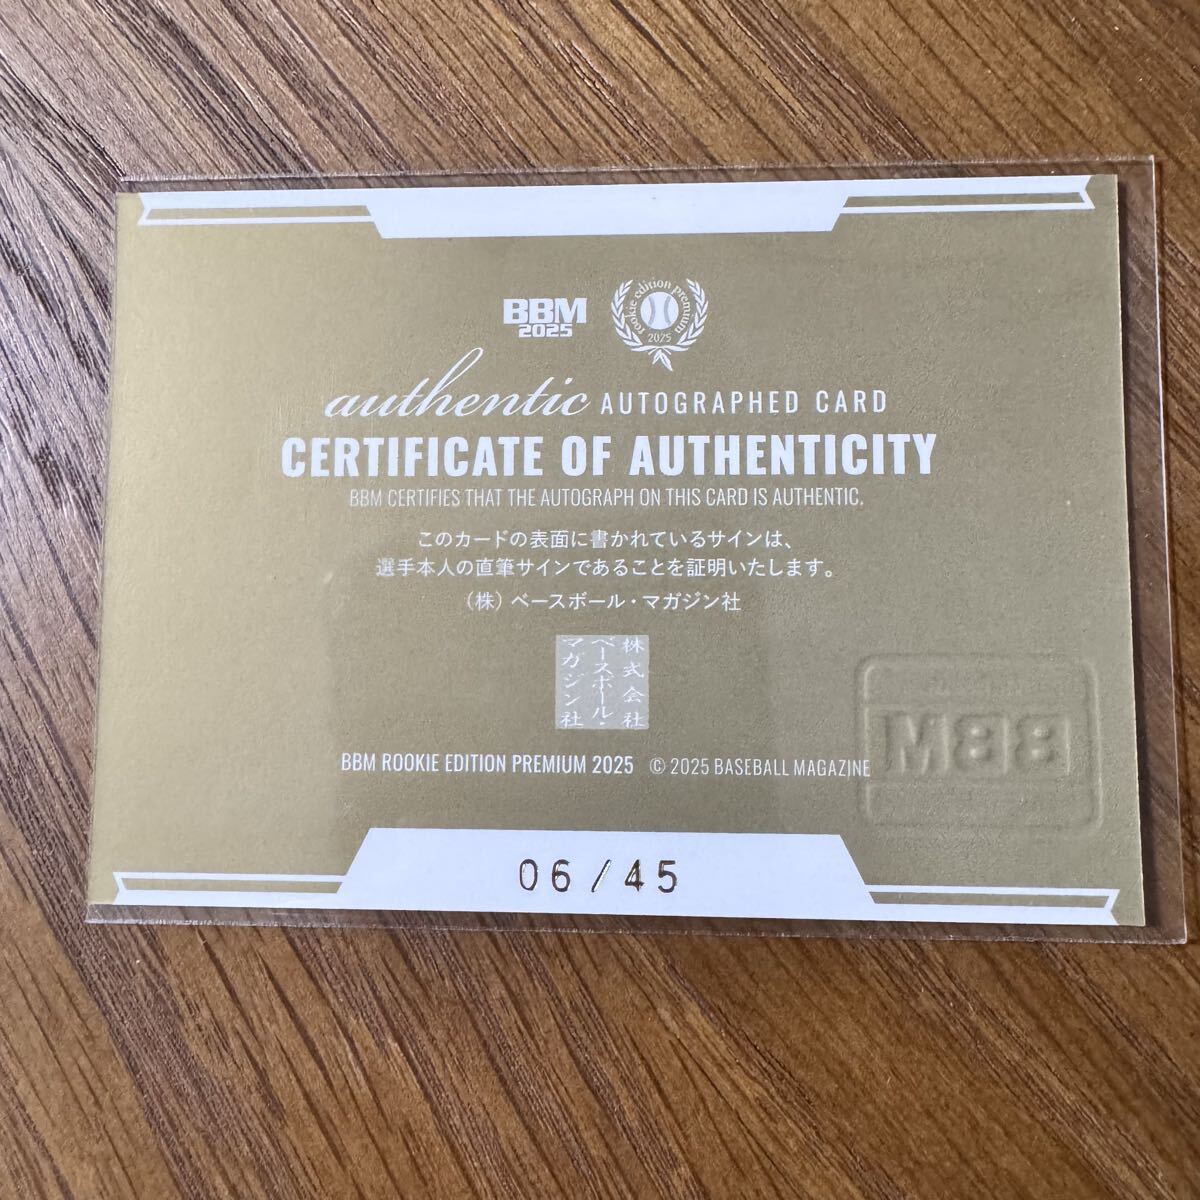 BBM
2025
rookie edition premium
2025
authentic AUTOGRAPHED CARD
CERTIFICATE OF AUTHENTICITY
BBM CERTIFIES THAT THE AUTOGRAPH ON THIS CARD IS AUTHENTIC.
このカードの表面に書かれているサインは、
選手本人の直筆サインであることを証明いたします。
(株) ベースボール・マガジン社
株式会社
ベースボール・
マガジン社
BBM ROOKIE EDITION PREMIUM 2025 © 2025 BASEBALL MAGAZINE
BBM
06/45